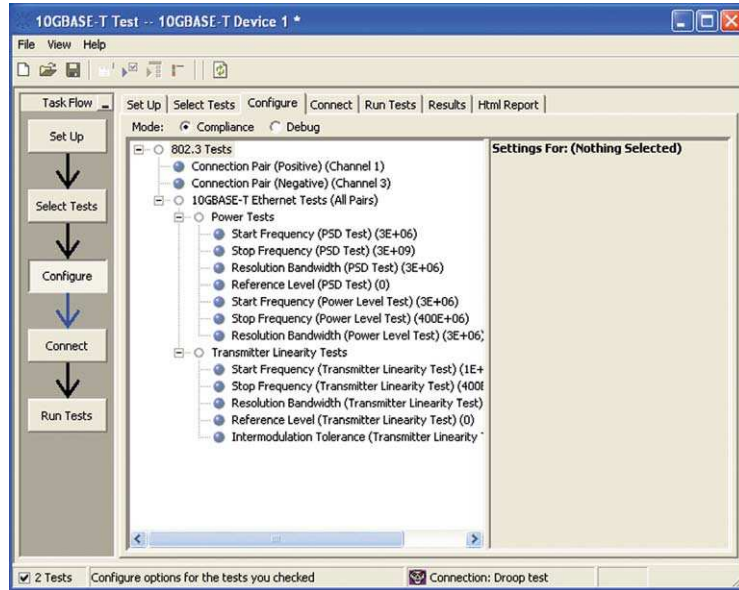 10GBASE-T Test -- 10GBASE-T Device 1 *
File View Help
Task Flow
Set Up
Select Tests
Configure
Connect
Run Tests
Set Up Select Tests Configure Connect Run Tests Results Html Report
Mode: Compliance Debug
802.3 Tests
Connection Pair (Positive) (Channel 1)
Connection Pair (Negative) (Channel 3)
10GBASE-T Ethernet Tests (All Pairs)
Power Tests
Start Frequency (PSD Test) (3E+06)
Stop Frequency (PSD Test) (3E+09)
Resolution Bandwidth (PSD Test) (3E+06)
Reference Level (PSD Test) (0)
Start Frequency (Power Level Test) (3E+06)
Stop Frequency (Power Level Test) (400E+06)
Resolution Bandwidth (Power Level Test) (3E+06)
Transmitter Linearity Tests
Start Frequency (Transmitter Linearity Test) (1E+
Stop Frequency (Transmitter Linearity Test) (400E
Resolution Bandwidth (Transmitter Linearity Test)
Reference Level (Transmitter Linearity Test) (0)
Intermodulation Tolerance (Transmitter Linearity
Settings For: (Nothing Selected)
2 Tests Configure options for the tests you checked Connection: Droop test